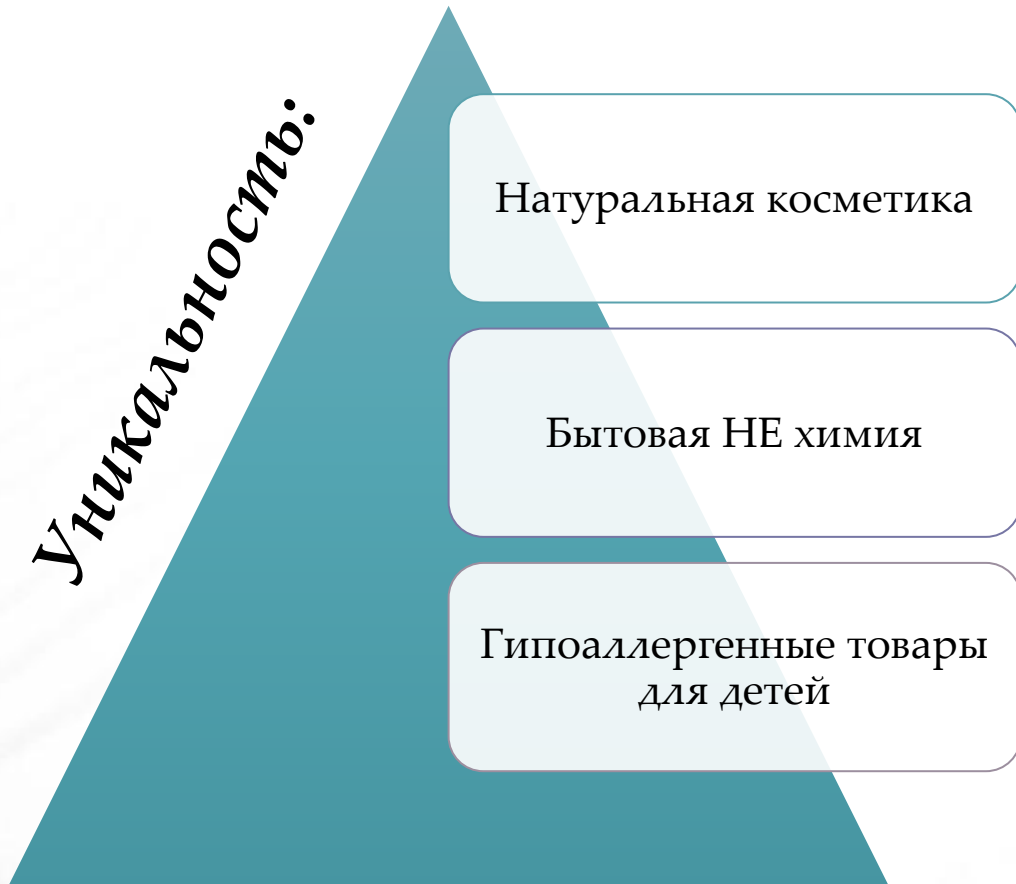 Уникальность:
Натуральная косметика
Бытовая НЕ химия
Гипоаллергенные товары
для детей